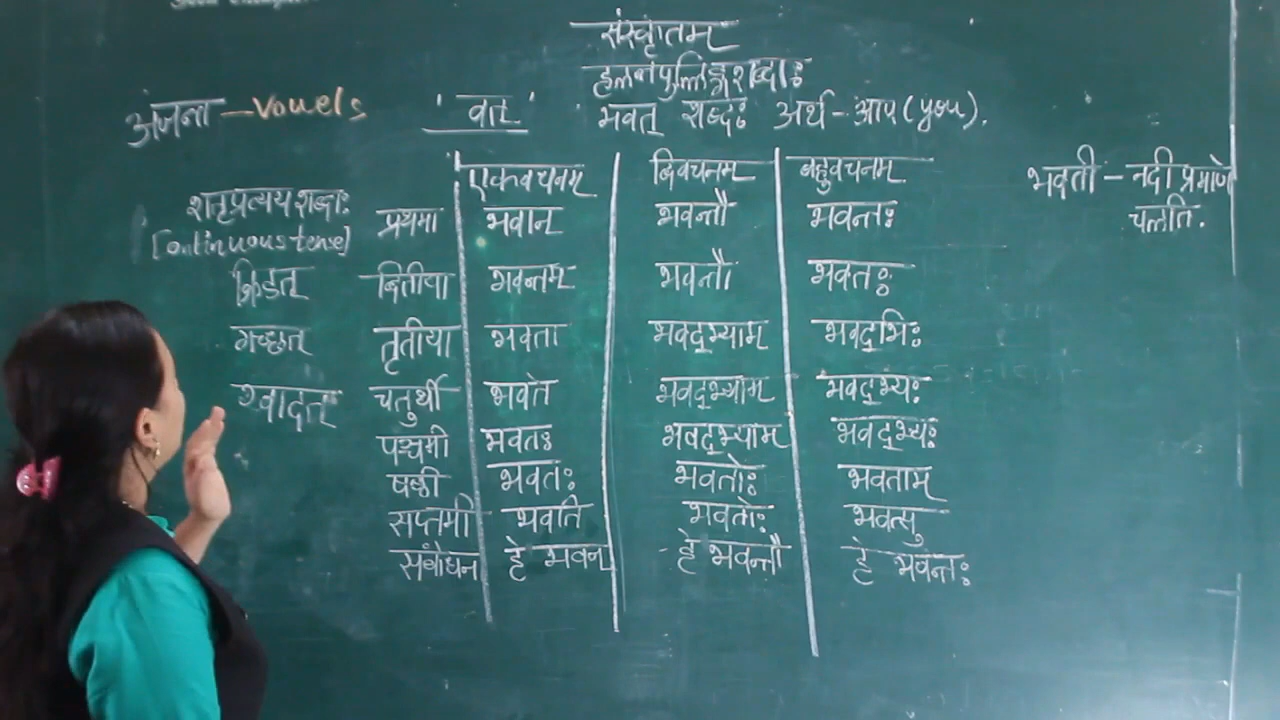 संस्कृतम्
हलन्तपुल्लिङ्गशब्दाः
अजन्ता - Vowels ' वत् ' भवत् शब्दः अर्थ - आप (you).
एकवचनम् द्विवचनम् बहुवचनम् भवती - नदी प्रमाणे
शतृप्रत्यय शब्दाः प्रथमा भवान् भवन्तौ भवन्तः चलति.
[Continuous tense]
क्रिडत् द्वितीया भवन्तम् भवन्तौ भवतः
गच्छत् तृतीया भवता भवद्भ्याम् भवद्भिः
खादत् चतुर्थी भवते भवद्भ्याम् भवद्भ्यः
पञ्चमी भवतः भवद्भ्याम् भवद्भ्यः
षष्ठी भवतः भवतोः भवताम्
सप्तमी भवति भवतोः भवत्सु
संबोधन हे भवन् हे भवन्तौ हे भवन्तः